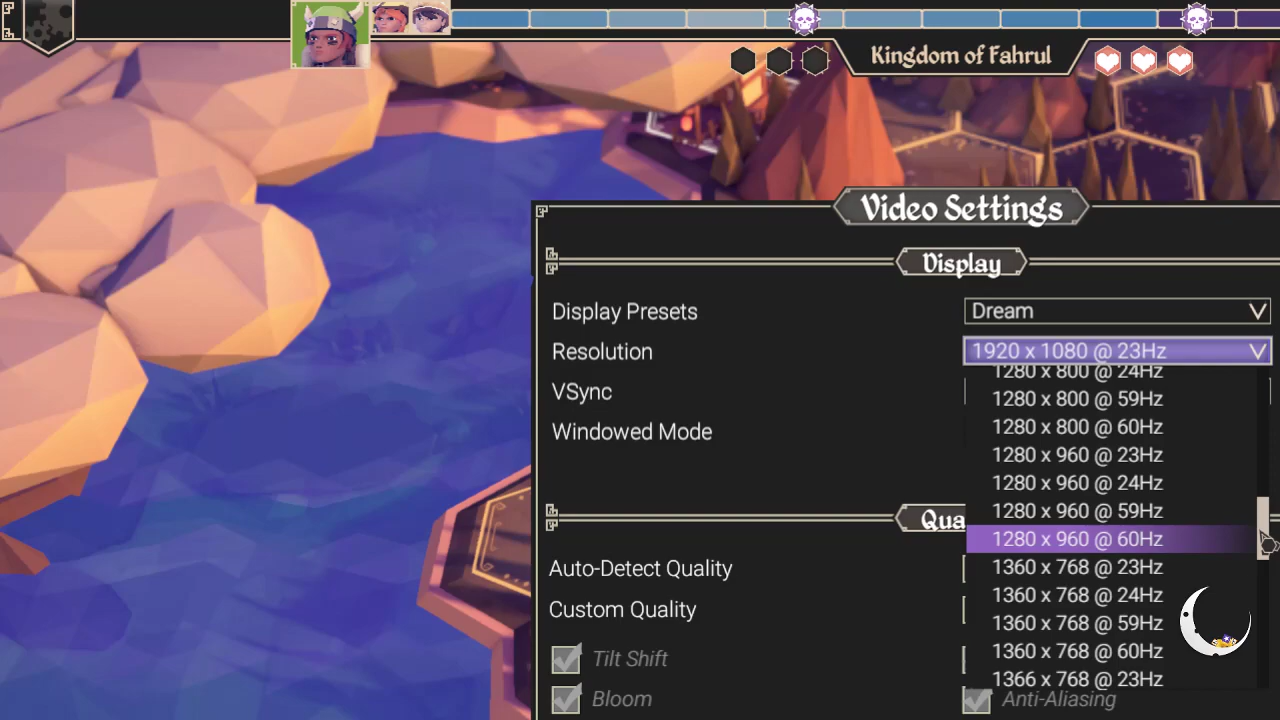 Kingdom of Fahrul
Video Settings
Display
Display Presets
Dream
Resolution
1920 x 1080 @ 23Hz
VSync
Windowed Mode
1280 x 800 @ 24Hz
1280 x 800 @ 59Hz
1280 x 800 @ 60Hz
1280 x 960 @ 23Hz
1280 x 960 @ 24Hz
1280 x 960 @ 59Hz
1280 x 960 @ 60Hz
1360 x 768 @ 23Hz
1360 x 768 @ 24Hz
1360 x 768 @ 59Hz
1360 x 768 @ 60Hz
1366 x 768 @ 23Hz
Qua
Auto-Detect Quality
Custom Quality
Tilt Shift
Bloom
Anti-Aliasing